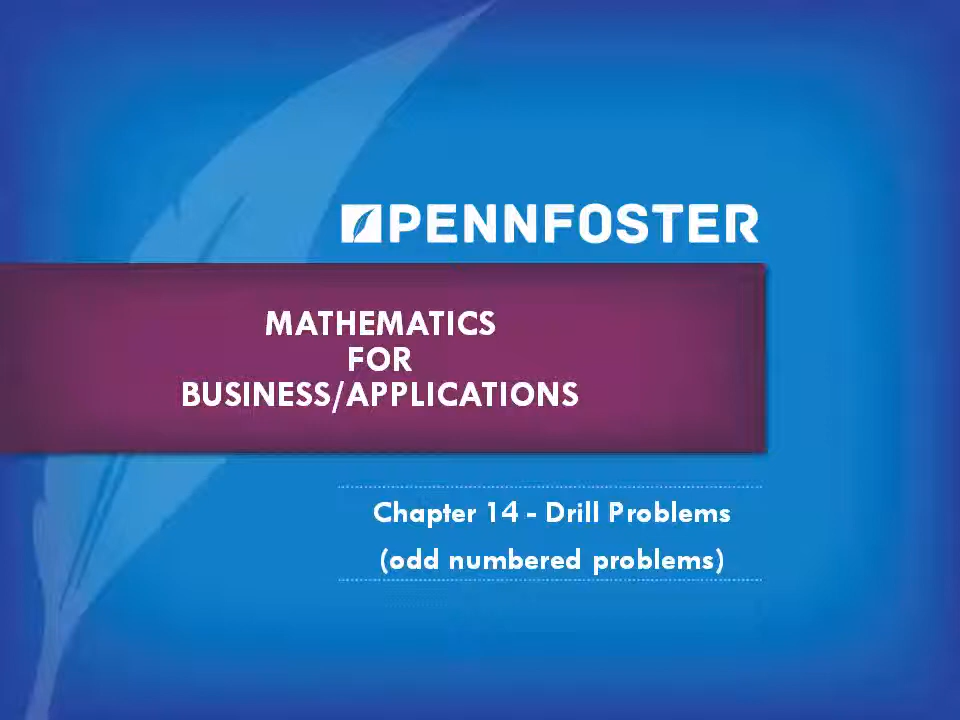 PENNFOSTER
MATHEMATICS
FOR
BUSINESS/APPLICATIONS
Chapter 14 - Drill Problems
(odd numbered problems)